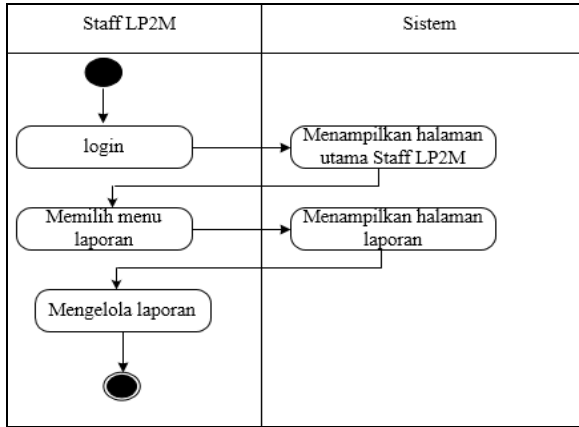 Staff LP2M
Sistem
login
Menampilkan halaman
utama Staff LP2M
Memilih menu
laporan
Menampilkan halaman
laporan
Mengelola laporan